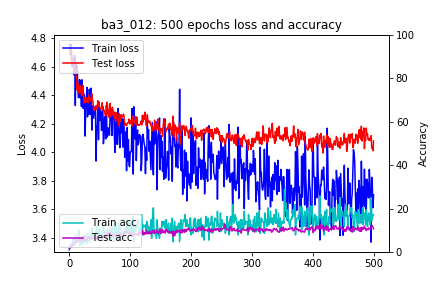 ba3_012: 500 epochs loss and accuracy
Train loss
Test loss
Train acc
Test acc
Loss
4.8
4.6
4.4
4.2
4.0
3.8
3.6
3.4
Accuracy
100
80
60
40
20
0
0 100 200 300 400 500